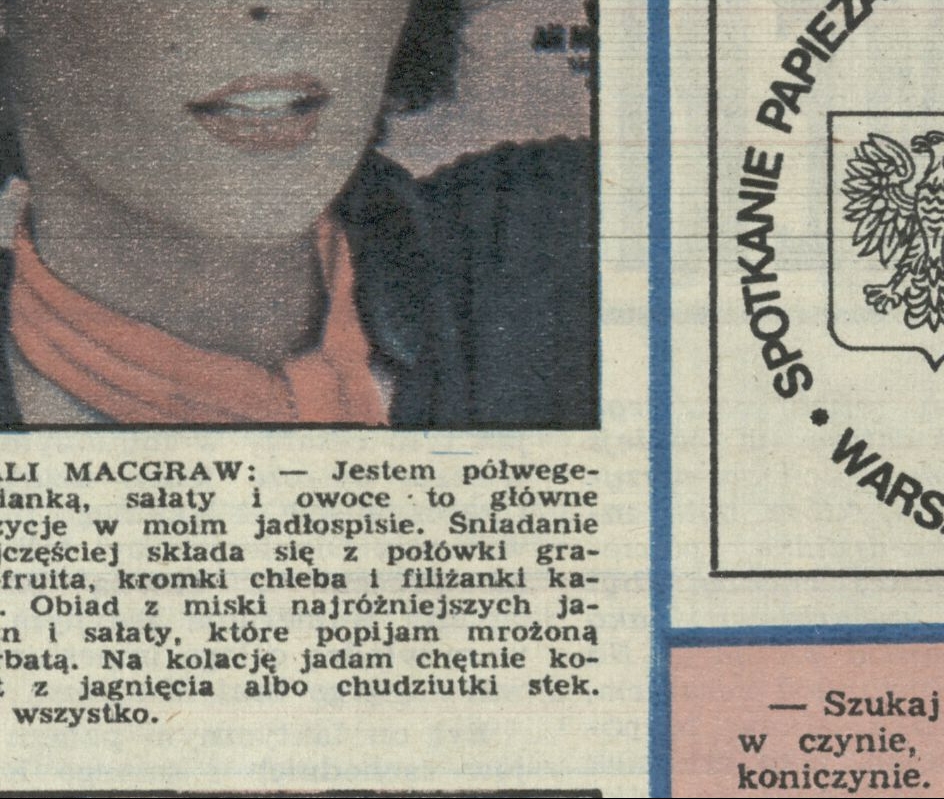 ALI MACGRAW: — Jestem półwege-
ianką, sałaty i owoce to główne
zycje w moim jadłospisie. Śniadanie
jczęściej składa się z połówki gra-
fruita, kromki chleba i filiżanki ka-
. Obiad z miski najróżniejszych ja-
n i sałaty, które popijam mrożoną
rbatą. Na kolację jadam chętnie ko-
t z jagnięcia albo chudziutki stek.
wszystko.
SPOTKANIE PAPIEŻA
• WARS
— Szukaj
w czynie,
koniczynie.